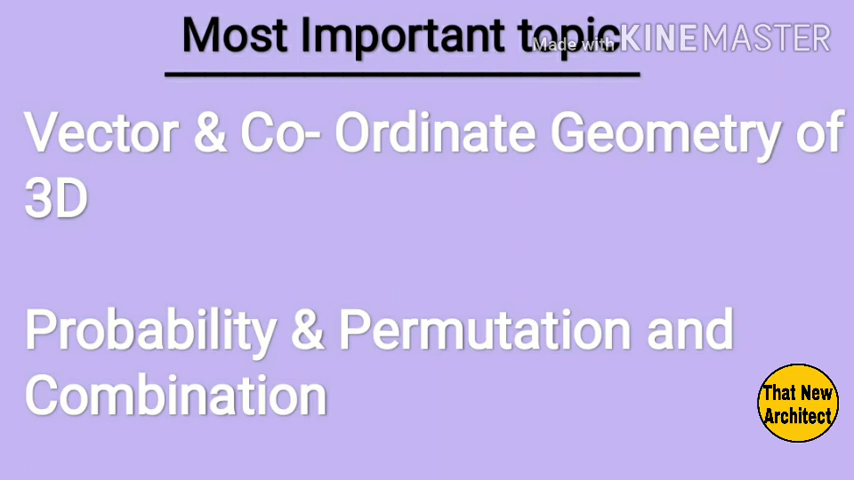 Most Important topic
Made with KINEMASTER
Vector & Co- Ordinate Geometry of
3D
Probability & Permutation and
Combination
That New
Architect